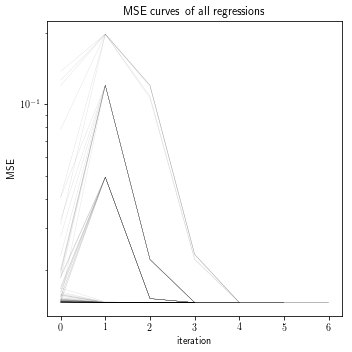 MSE curves of all regressions
10⁻¹
MSE
0 1 2 3 4 5 6
iteration